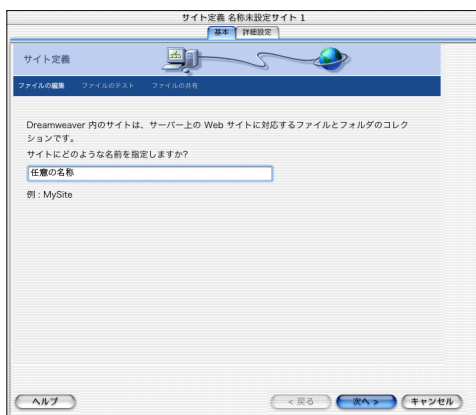 サイト定義 名称未設定サイト 1
基本 詳細設定
サイト定義
ファイルの編集 ファイルのテスト ファイルの共有
Dreamweaver 内のサイトは、サーバー上の Web サイトに対応するファイルとフォルダのコレク
ションです。
サイトにどのような名前を指定しますか?
任意の名称
例 : MySite
ヘルプ < 戻る 次へ > キャンセル